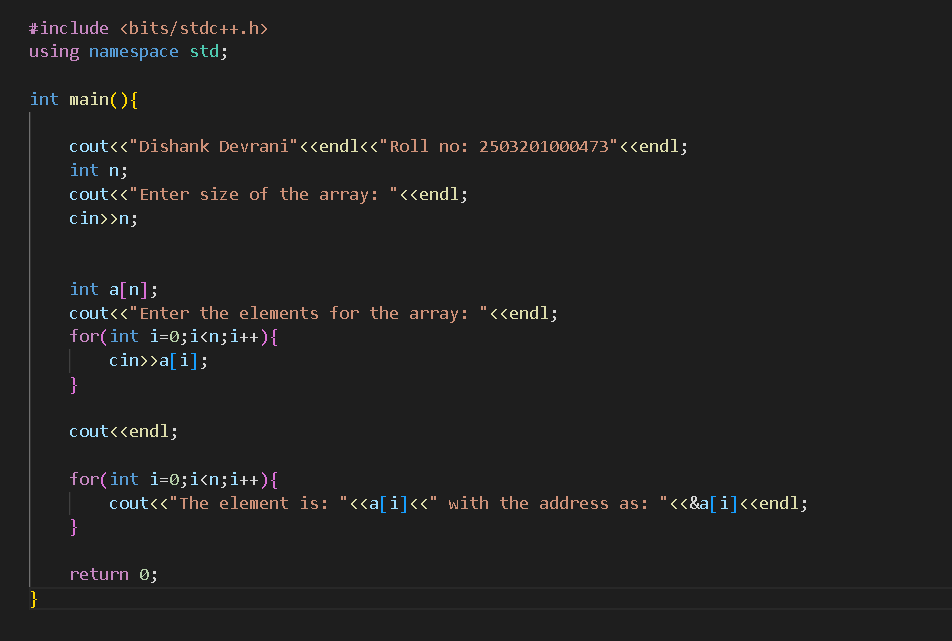 #include <bits/stdc++.h>
using namespace std;
int main(){
cout<<"Dishank Devrani"<<endl<<"Roll no: 2503201000473"<<endl;
int n;
cout<<"Enter size of the array: "<<endl;
cin>>n;
int a[n];
cout<<"Enter the elements for the array: "<<endl;
for(int i=0;i<n;i++){
cin>>a[i];
}
cout<<endl;
for(int i=0;i<n;i++){
cout<<"The element is: "<<a[i]<<" with the address as: "<<&a[i]<<endl;
}
return 0;
}